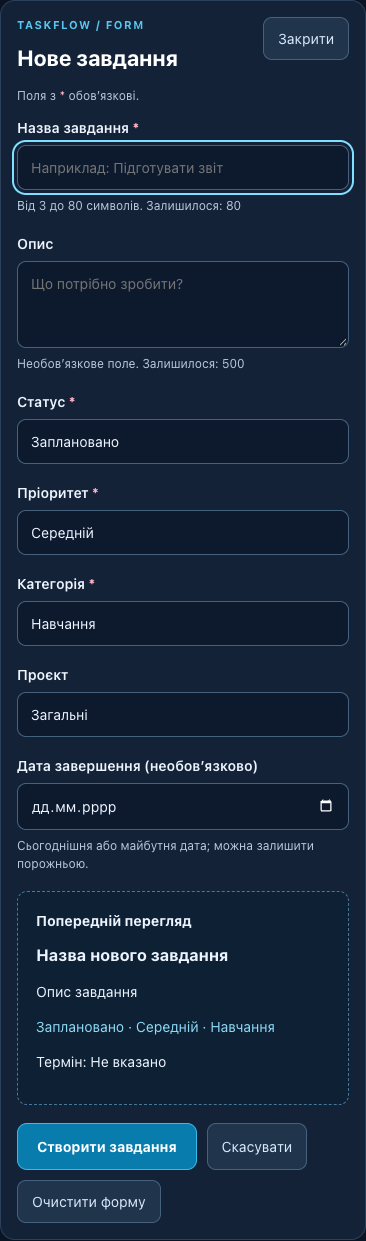 TASKFLOW / FORM
Нове завдання
Закрити
Поля з * обов’язкові.
Назва завдання *
Наприклад: Підготувати звіт
Від 3 до 80 символів. Залишилося: 80
Опис
Що потрібно зробити?
Необов’язкове поле. Залишилося: 500
Статус *
Заплановано
Пріоритет *
Середній
Категорія *
Навчання
Проєкт
Загальні
Дата завершення (необов’язково)
дд.мм.рррр
Сьогоднішня або майбутня дата; можна залишити
порожньою.
Попередній перегляд
Назва нового завдання
Опис завдання
Заплановано · Середній · Навчання
Термін: Не вказано
Створити завдання
Скасувати
Очистити форму